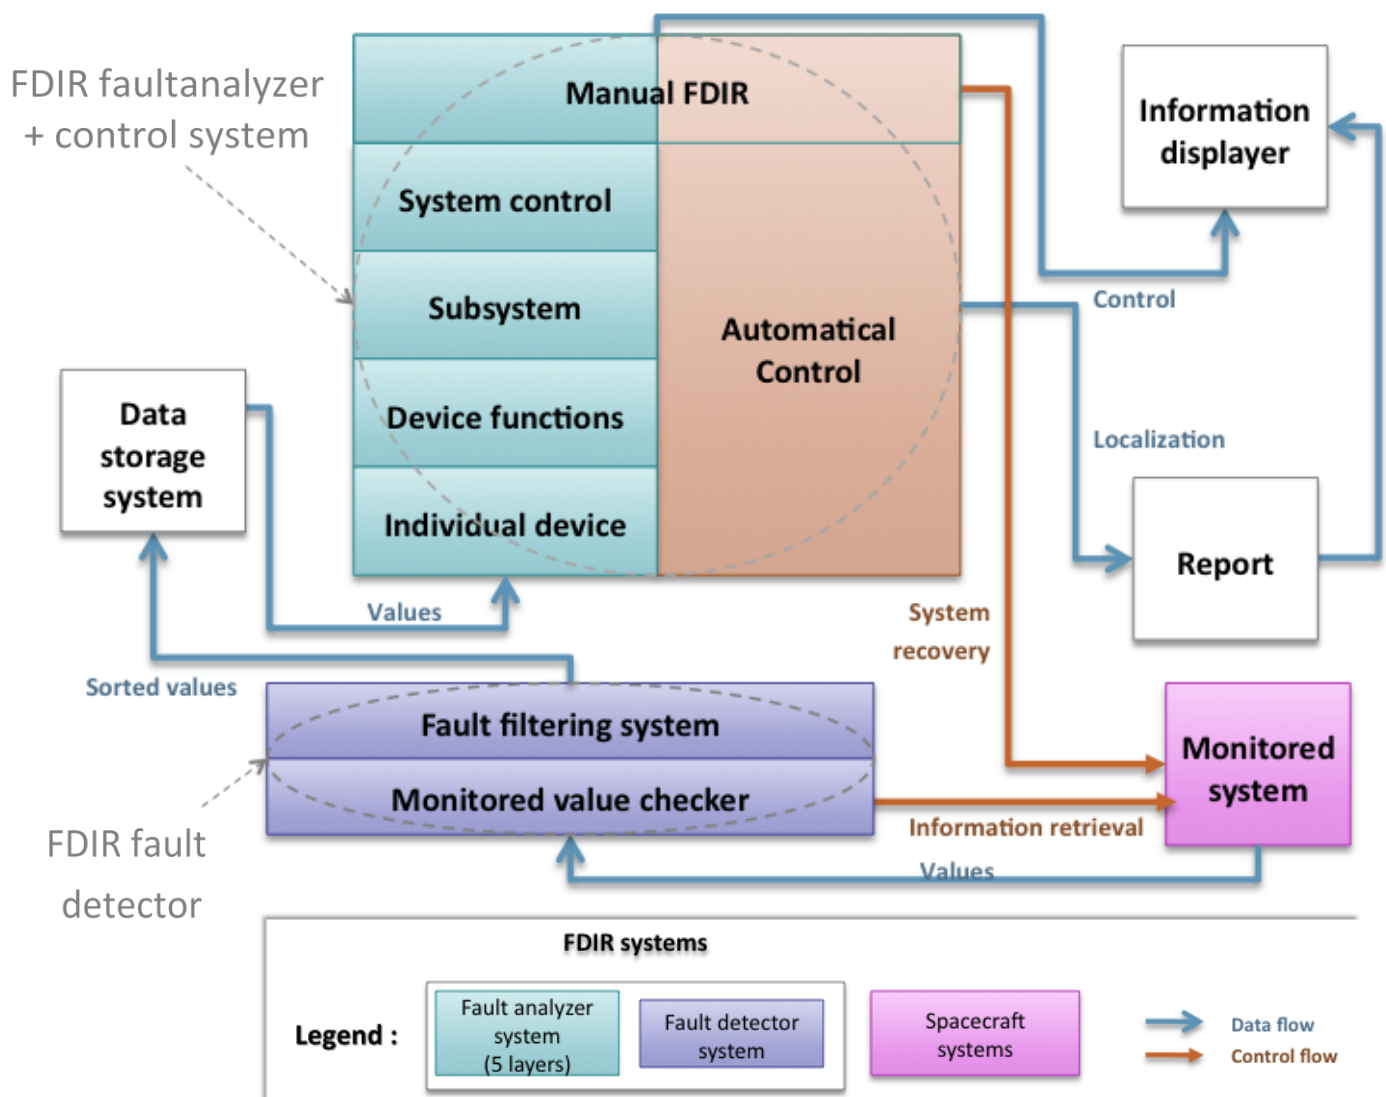 FDIR faultanalyzer
+ control system
Manual FDIR
System control
Subsystem
Device functions
Individual device
Automatical
Control
Information
displayer
Control
Localization
Report
Data
storage
system
Values
Sorted values
System
recovery
Fault filtering system
Monitored value checker
Monitored
system
Information retrieval
Values
FDIR fault
detector
FDIR systems
Legend :
Fault analyzer
system
(5 layers)
Fault detector
system
Spacecraft
systems
Data flow
Control flow